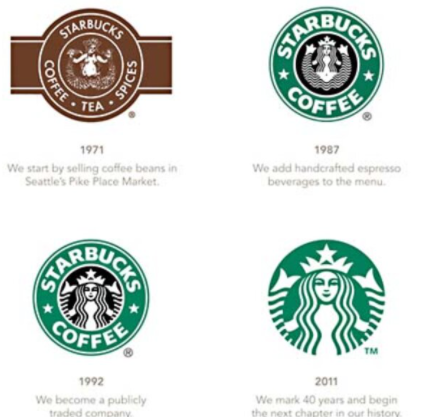 STARBUCKS
COFFEE • TEA • SPICES
®
1971
We start by selling coffee beans in
Seattle's Pike Place Market.
STARBUCKS
COFFEE
®
1987
We add handcrafted espresso
beverages to the menu.
STARBUCKS
COFFEE
®
1992
We become a publicly
traded company.
TM
2011
We mark 40 years and begin
the next chapter in our history.